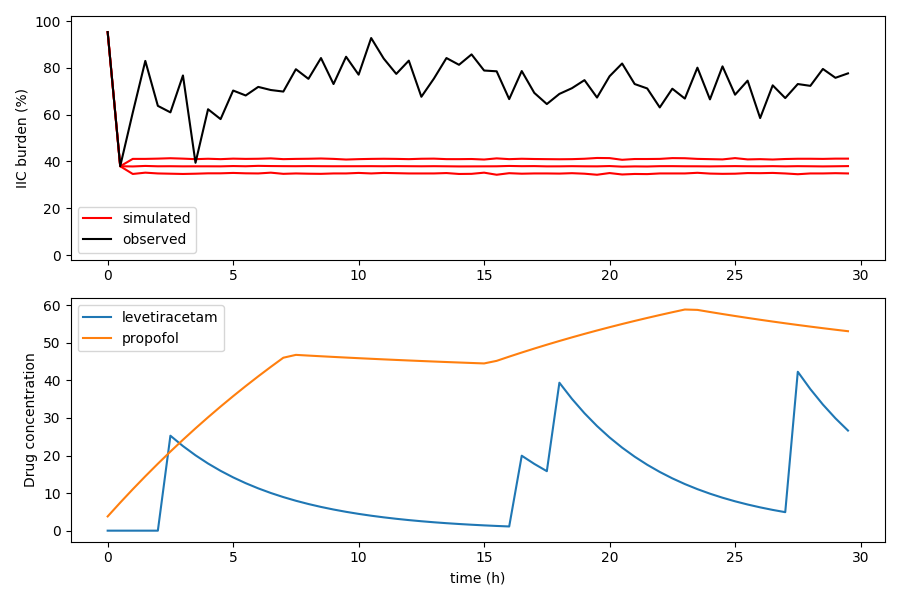 IIC burden (%)
100
80
60
40
20
0
simulated
observed
0 5 10 15 20 25 30
Drug concentration
60
50
40
30
20
10
0
levetiracetam
propofol
0 5 10 15 20 25 30
time (h)